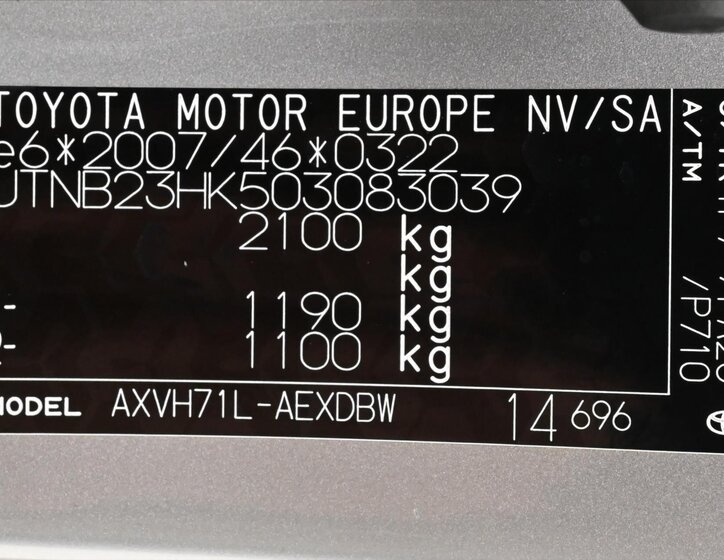 TOYOTA MOTOR EUROPE NV/SA
e6*2007/46*0322
JTNB23HK503083039
2100 kg
kg
1190 kg
1100 kg
MODEL AXVH71L-AEXDBW
14 696
A/TM
/P710